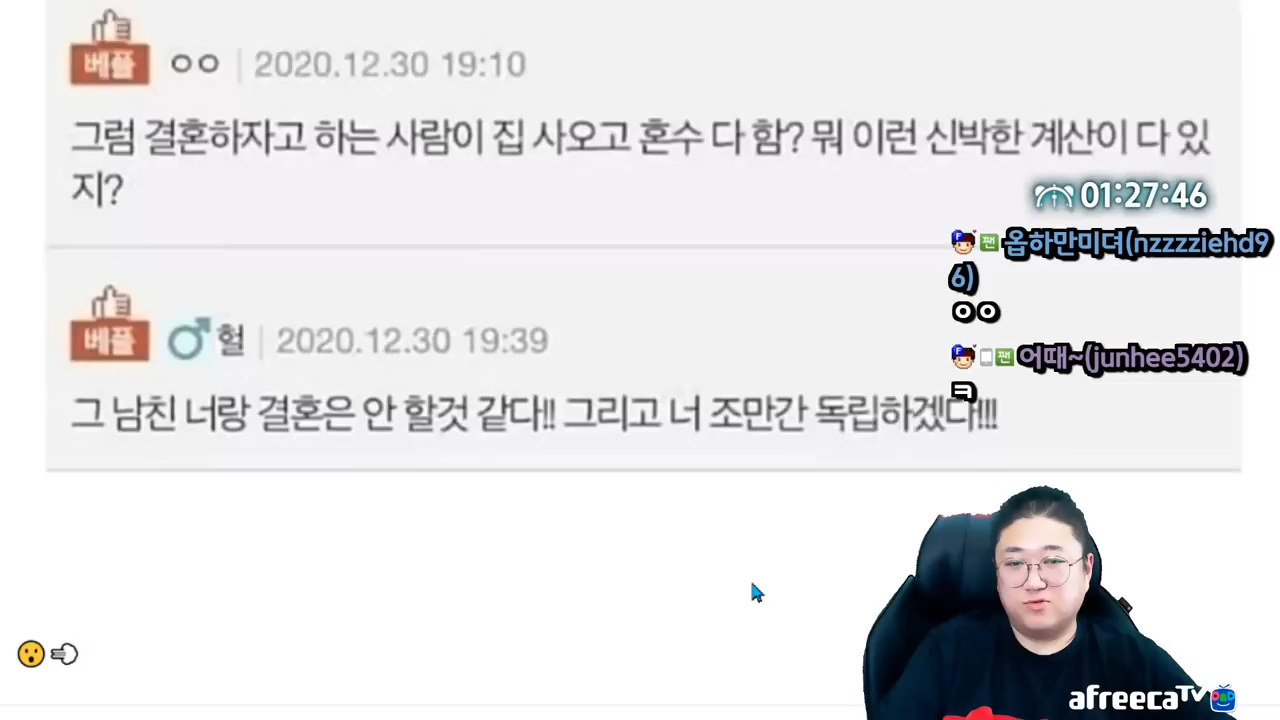 베플 ㅇㅇ 2020.12.30 19:10
그럼 결혼하자고 하는 사람이 집 사오고 혼수 다 함? 뭐 이런 신박한 계산이 다 있
지?
01:27:46
F 팬 옵하만미뎌(nzzzziehd9
6)
ㅇㅇ
베플 헐 2020.12.30 19:39
F 팬 어때~(junhee5402)
ㅋ
그 남친 너랑 결혼은 안 할것 같다!! 그리고 너 조만간 독립하겠다!!!
afreecaTV